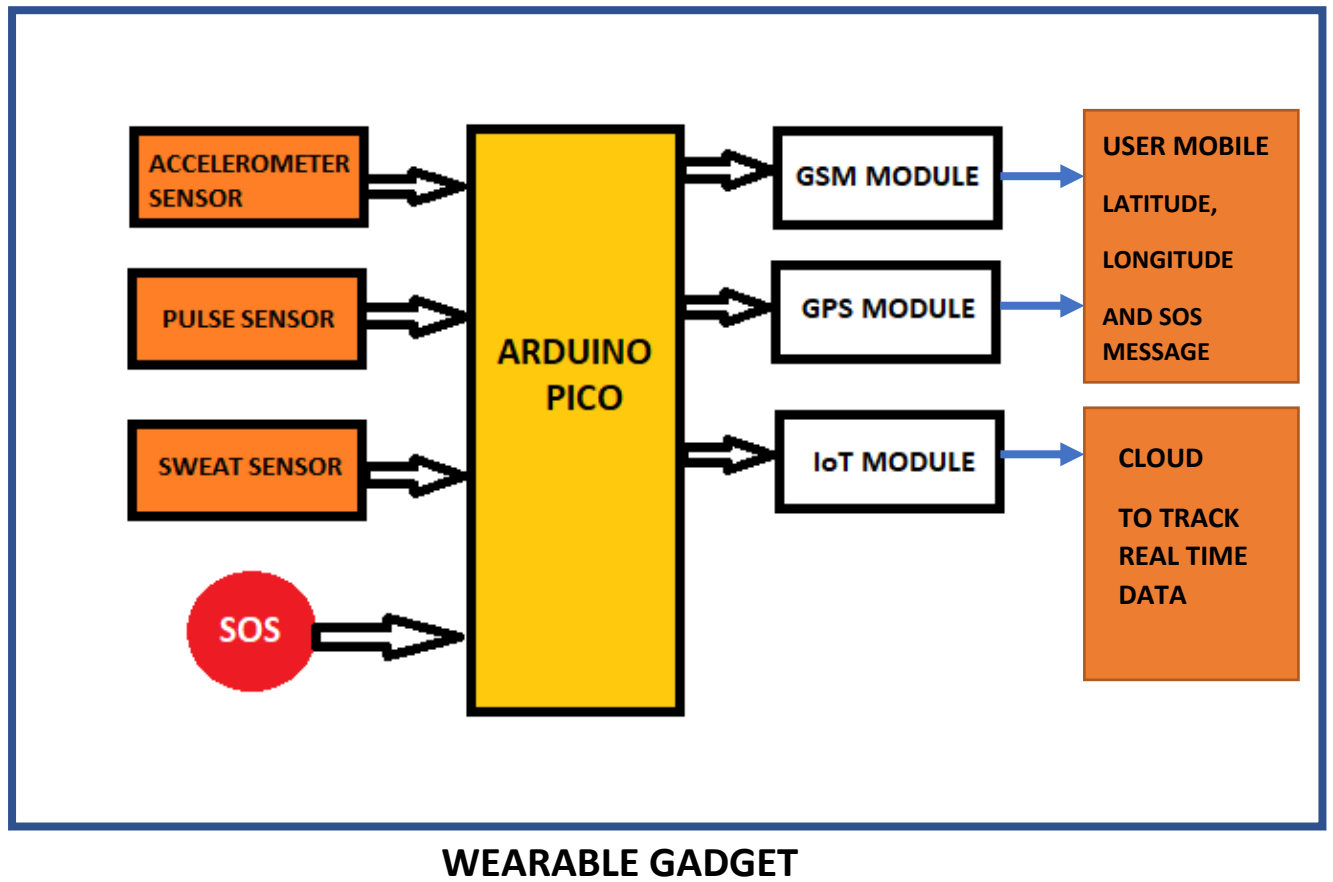 ACCELEROMETER
SENSOR
PULSE SENSOR
SWEAT SENSOR
SOS
ARDUINO
PICO
GSM MODULE
GPS MODULE
IoT MODULE
USER MOBILE
LATITUDE,
LONGITUDE
AND SOS
MESSAGE
CLOUD
TO TRACK
REAL TIME
DATA
WEARABLE GADGET